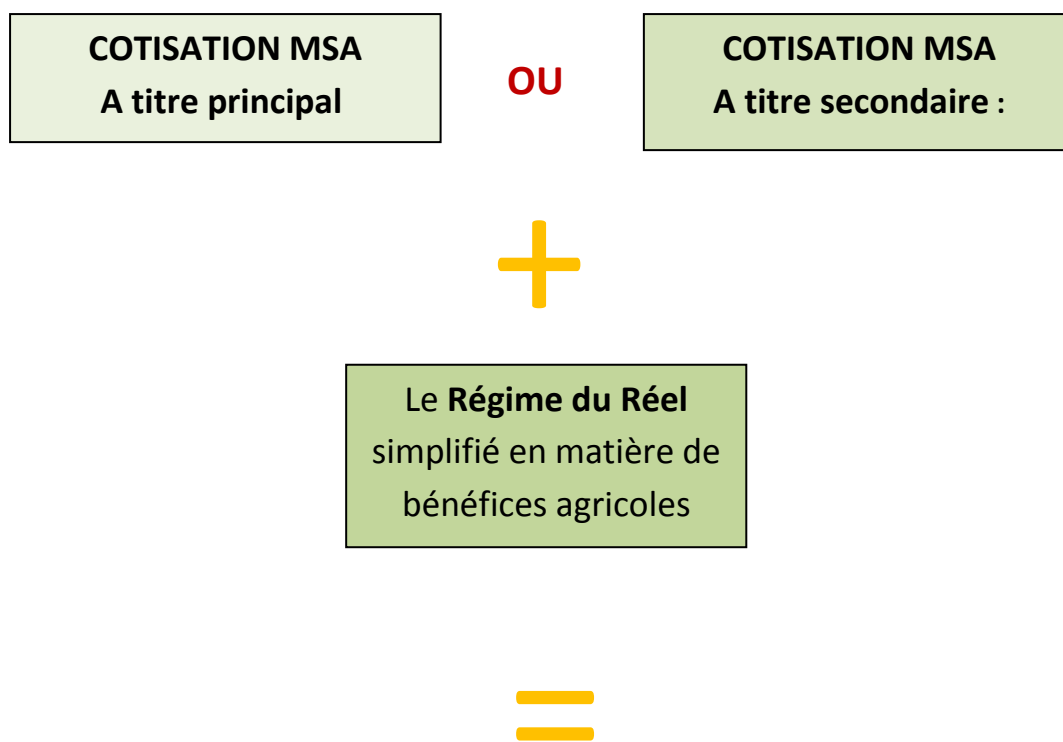 COTISATION MSA
A titre principal
OU
COTISATION MSA
A titre secondaire :
+
Le Régime du Réel
simplifié en matière de
bénéfices agricoles
=